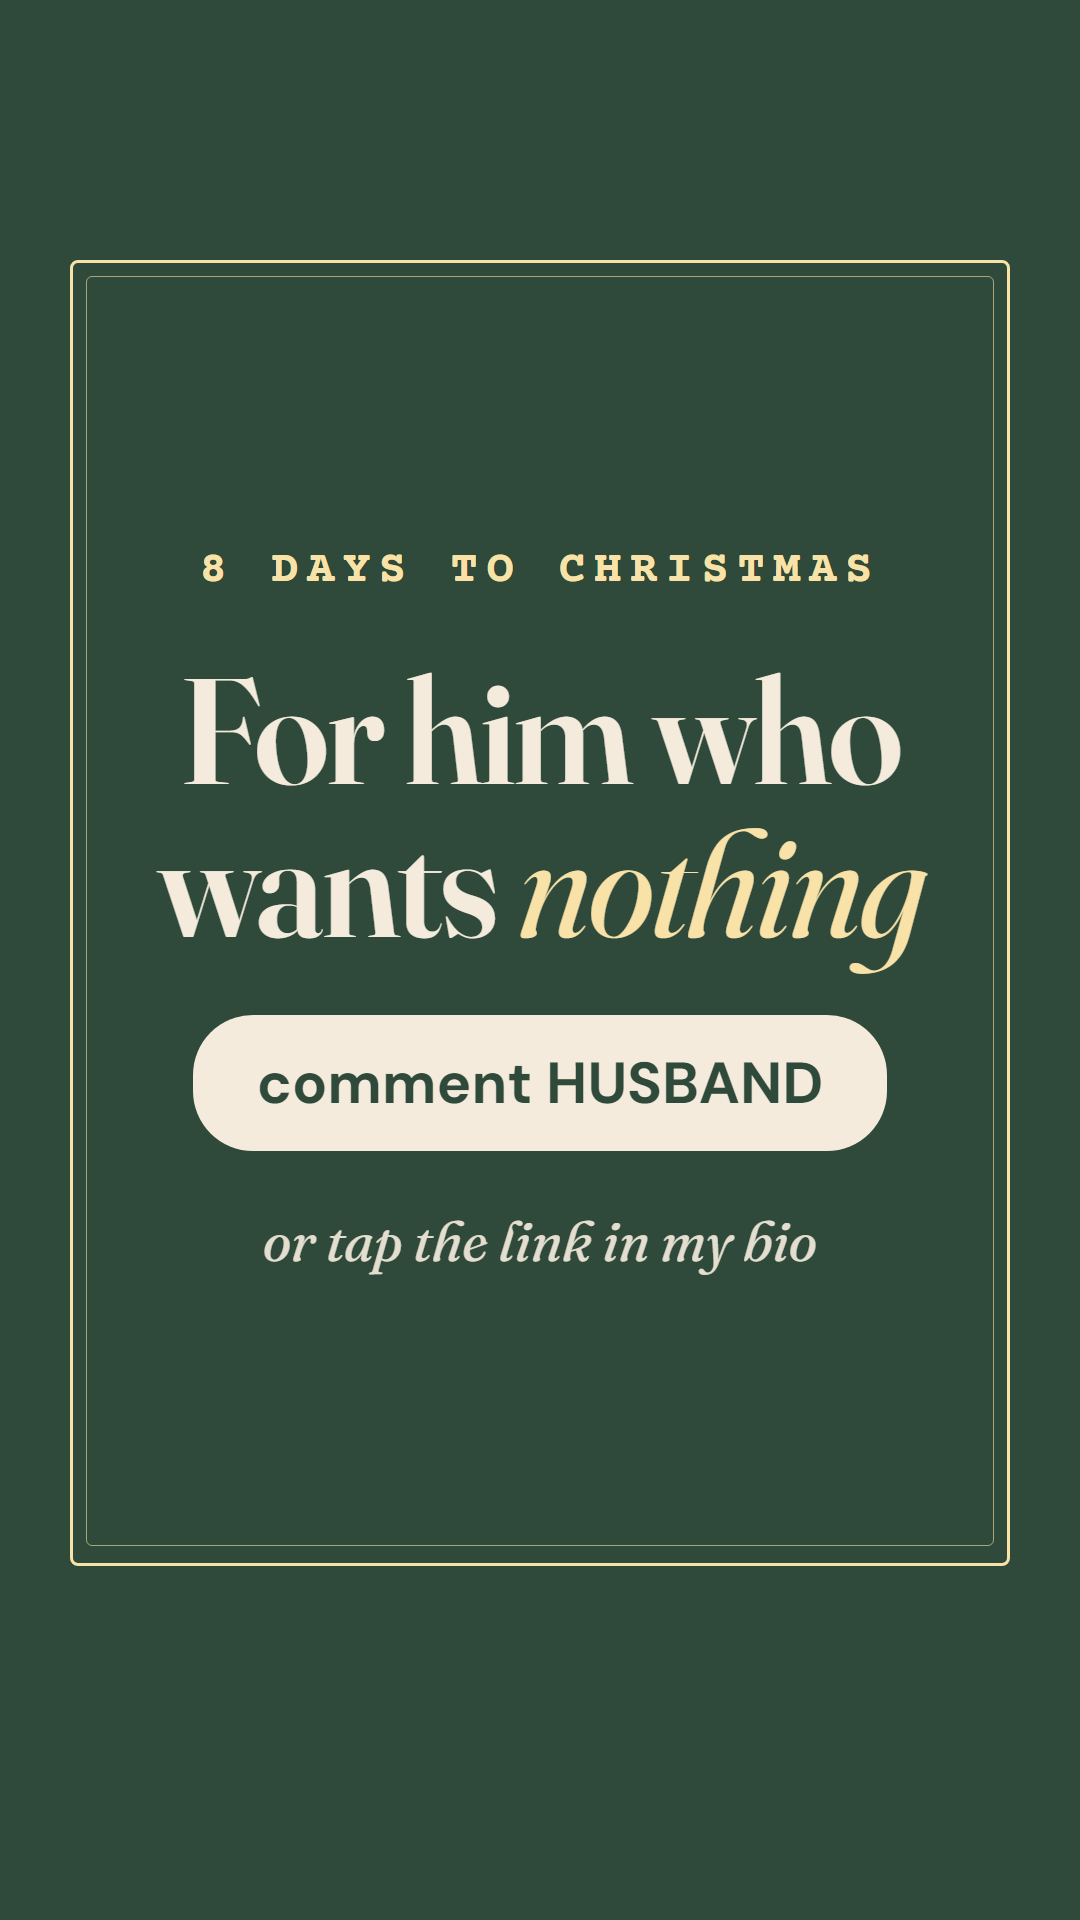 8 DAYS TO CHRISTMAS
For him who
wants nothing
comment HUSBAND
or tap the link in my bio